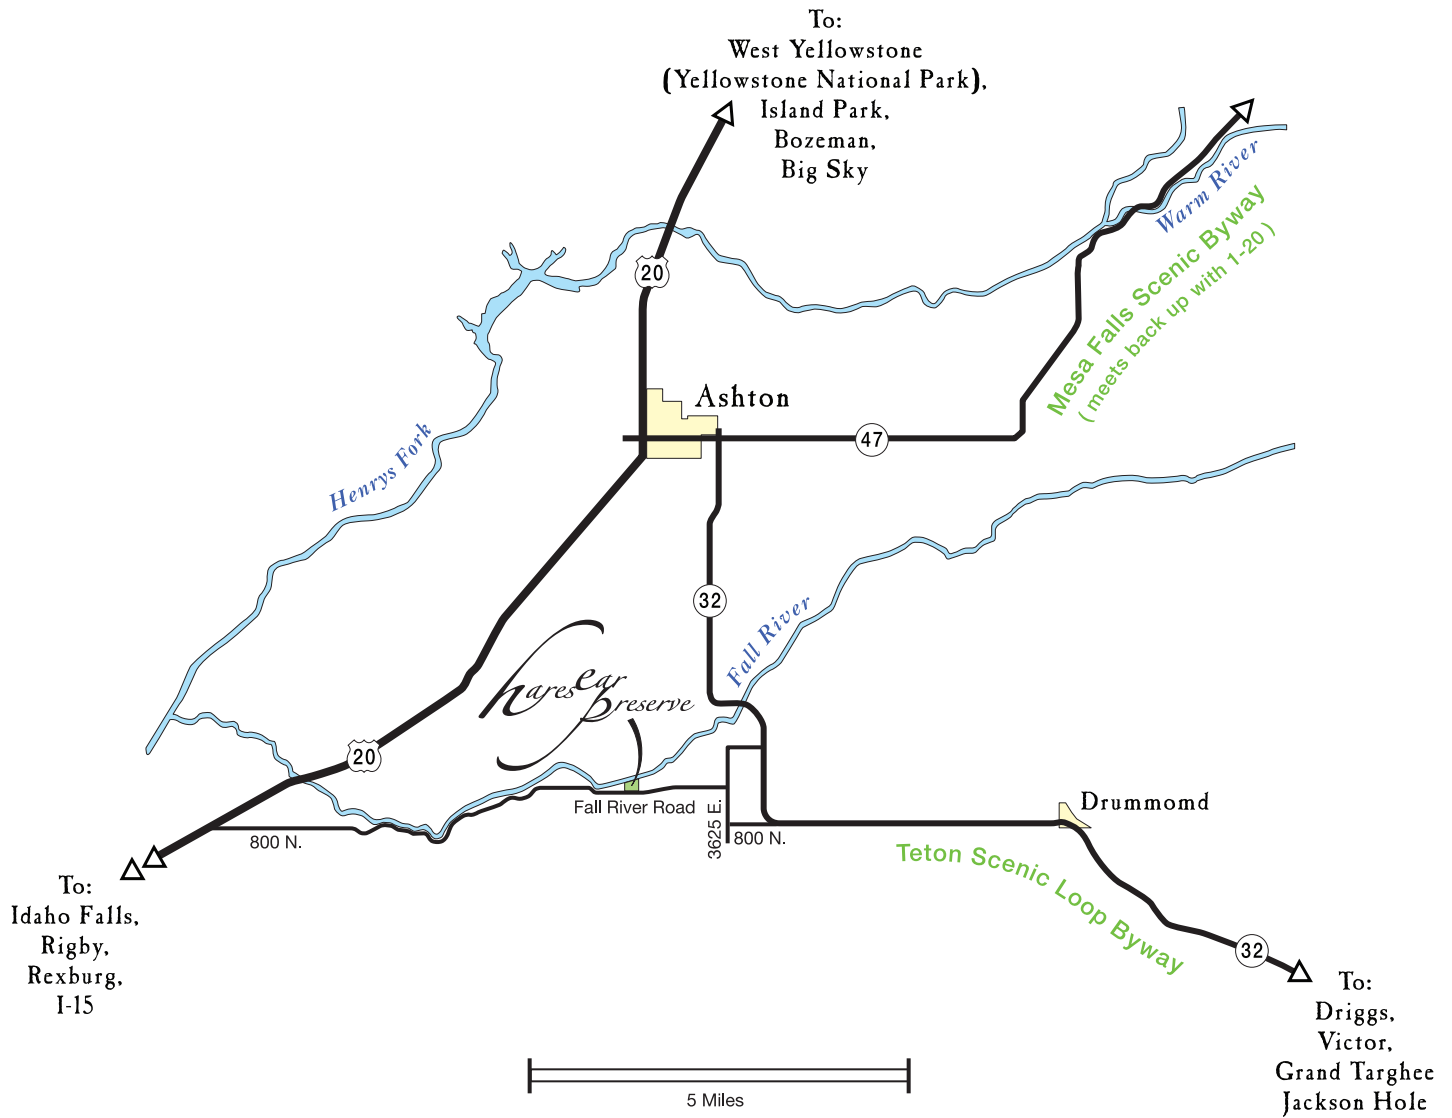 To:
West Yellowstone
(Yellowstone National Park),
Island Park,
Bozeman,
Big Sky
Warm River
Mesa Falls Scenic Byway
( meets back up with 1-20 )
20
Ashton
47
Henrys Fork
32
Fall River
hares ear
preserve
20
Fall River Road
3625 E.
800 N.
800 N.
Drummomd
Teton Scenic Loop Byway
32
To:
Idaho Falls,
Rigby,
Rexburg,
I-15
To:
Driggs,
Victor,
Grand Targhee
Jackson Hole
5 Miles